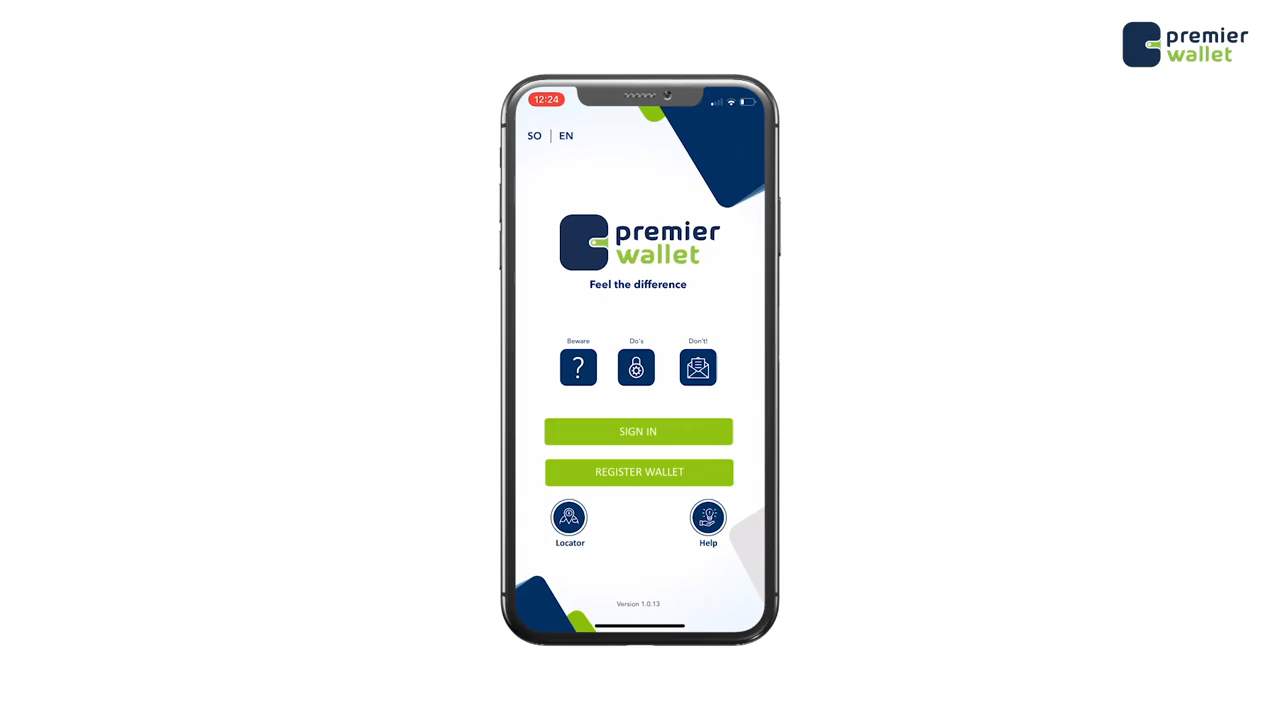 premier
wallet
12:24
SO | EN
premier
wallet
Feel the difference
Beware
Do's
Don't!
SIGN IN
REGISTER WALLET
Locator
Help
Version 1.0.13